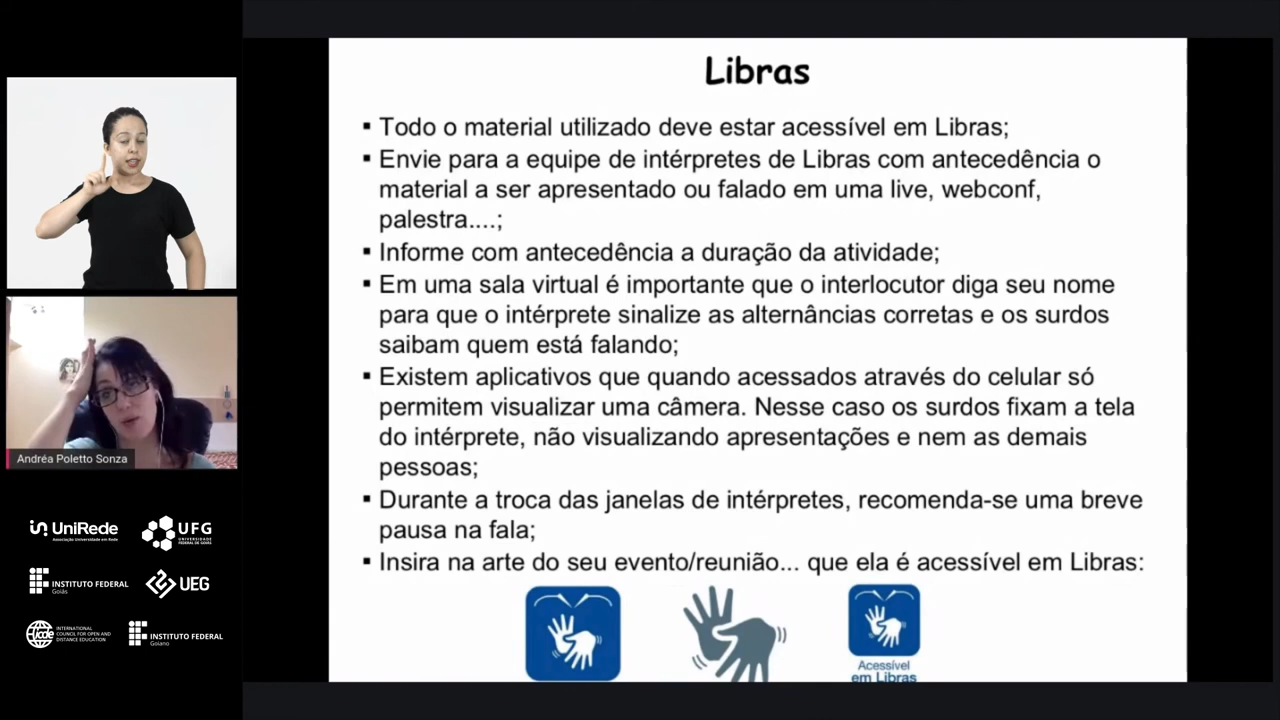 Libras
▪ Todo o material utilizado deve estar acessível em Libras;
▪ Envie para a equipe de intérpretes de Libras com antecedência o
material a ser apresentado ou falado em uma live, webconf,
palestra....;
▪ Informe com antecedência a duração da atividade;
▪ Em uma sala virtual é importante que o interlocutor diga seu nome
para que o intérprete sinalize as alternâncias corretas e os surdos
saibam quem está falando;
▪ Existem aplicativos que quando acessados através do celular só
permitem visualizar uma câmera. Nesse caso os surdos fixam a tela
do intérprete, não visualizando apresentações e nem as demais
pessoas;
▪ Durante a troca das janelas de intérpretes, recomenda-se uma breve
pausa na fala;
▪ Insira na arte do seu evento/reunião... que ela é acessível em Libras:
Acessível
em Libras
Andréa Poletto Sonza
UniRede
Associação Universidade em Rede
UFG
UNIVERSIDADE
FEDERAL DE GOIÁS
INSTITUTO FEDERAL
Goiás
UEG
icde
INTERNATIONAL
COUNCIL FOR OPEN AND
DISTANCE EDUCATION
INSTITUTO FEDERAL
Goiano